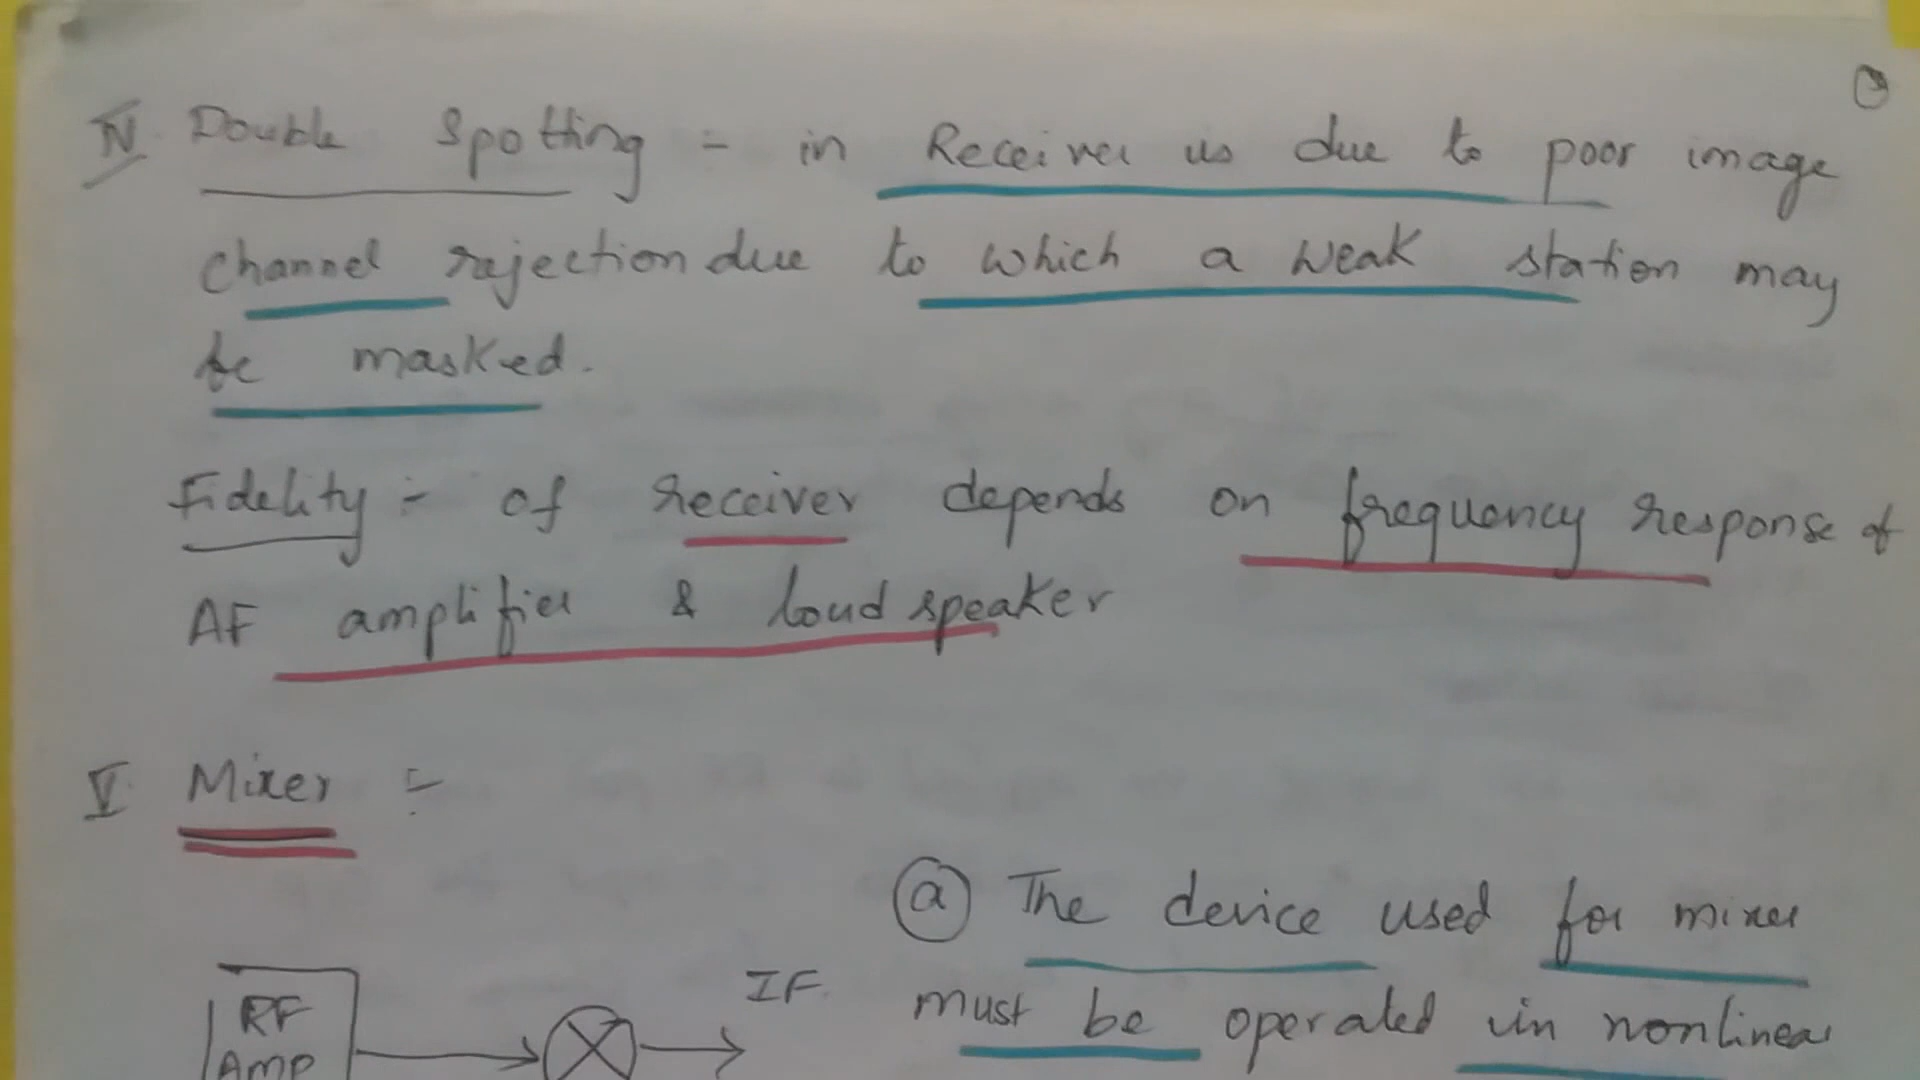 IV. Double Spotting - in Receiver is due to poor image
channel rejection due to which a weak station may
be masked.
Fidelity :- of receiver depends on frequency response of
AF amplifier & loud speaker
V. Mixer :-
(a) The device used for mixer
IF
must be operated in nonlinear
RF
Amp